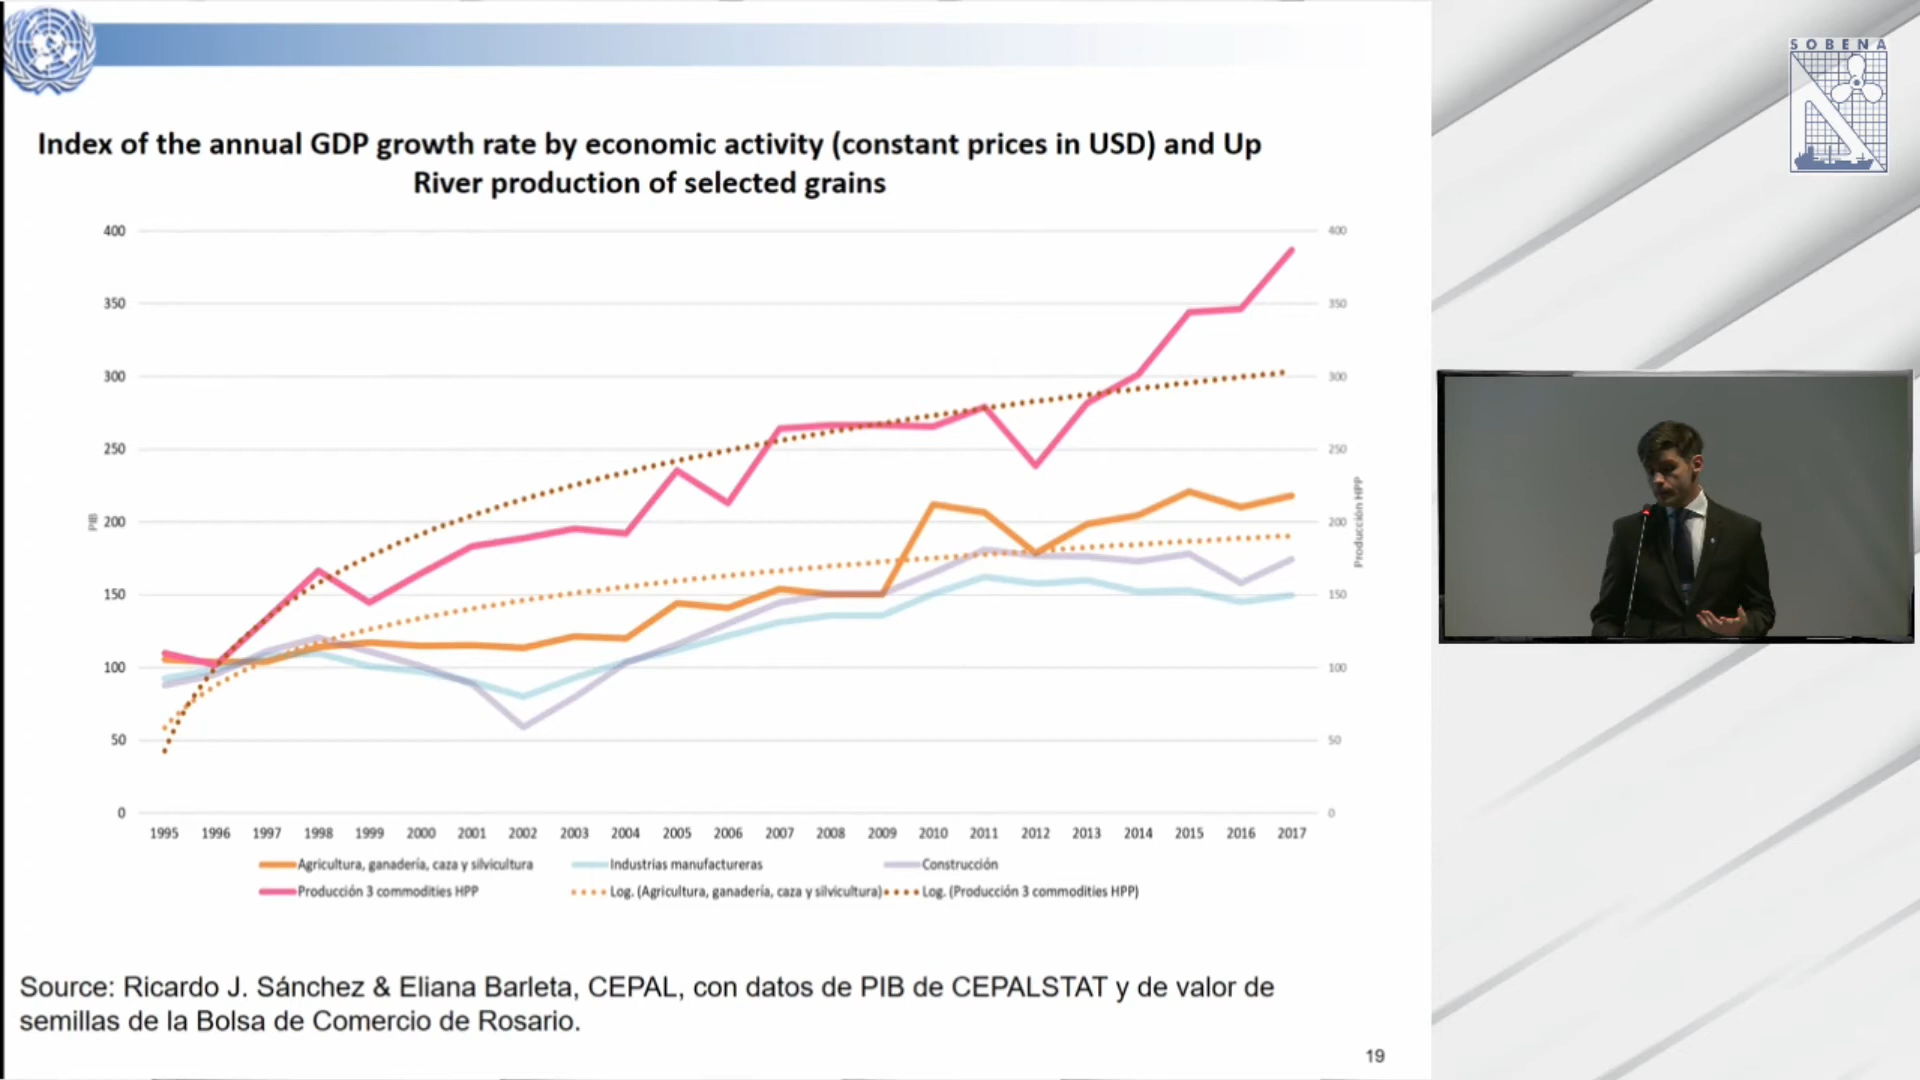 SOBENA
Index of the annual GDP growth rate by economic activity (constant prices in USD) and Up
River production of selected grains
400
350
300
250
200
150
100
50
0
PIB
400
350
300
250
200
150
100
50
0
Producción HPP
1995 1996 1997 1998 1999 2000 2001 2002 2003 2004 2005 2006 2007 2008 2009 2010 2011 2012 2013 2014 2015 2016 2017
Agricultura, ganadería, caza y silvicultura Industrias manufactureras Construcción
Producción 3 commodities HPP Log. (Agricultura, ganadería, caza y silvicultura) Log. (Producción 3 commodities HPP)
Source: Ricardo J. Sánchez & Eliana Barleta, CEPAL, con datos de PIB de CEPALSTAT y de valor de
semillas de la Bolsa de Comercio de Rosario.
19